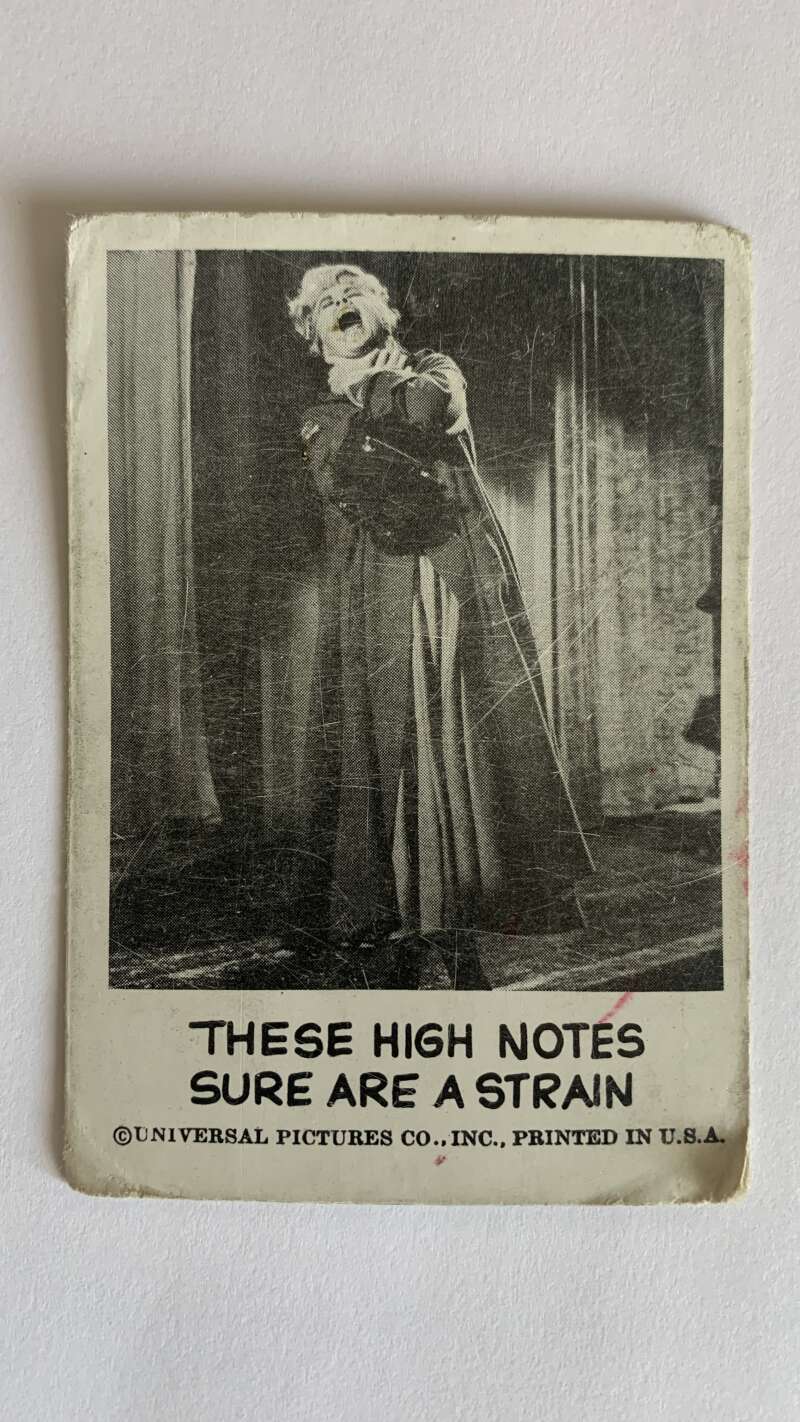 THESE HIGH NOTES
SURE ARE A STRAIN
©UNIVERSAL PICTURES CO., INC., PRINTED IN U.S.A.